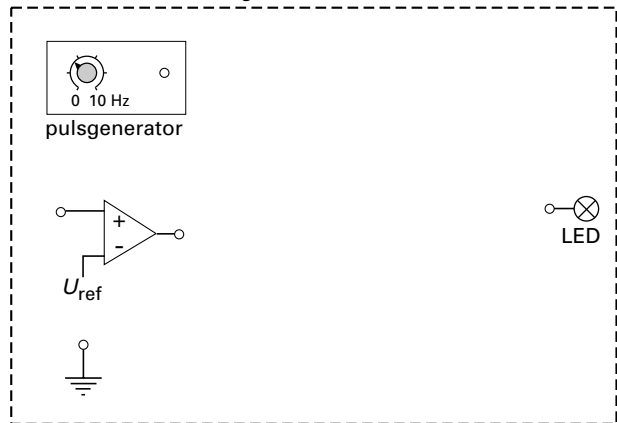 0 10 Hz
pulsgenerator
+
-
U_ref
LED